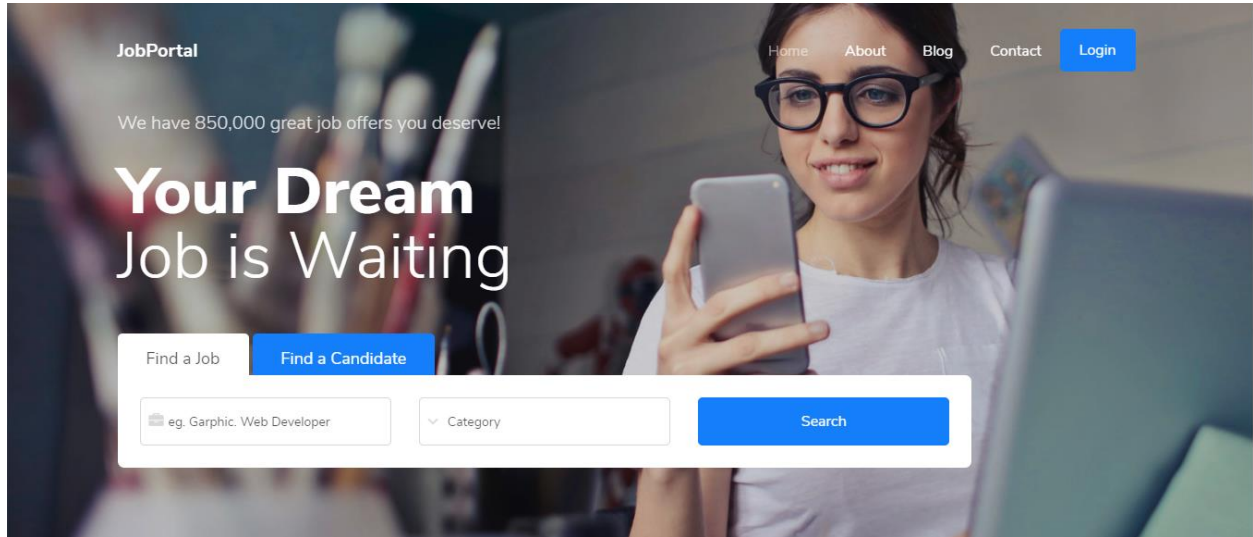 JobPortal
Home About Blog Contact Login
We have 850,000 great job offers you deserve!
Your Dream
Job is Waiting
Find a Job Find a Candidate
eg. Garphic. Web Developer Category Search